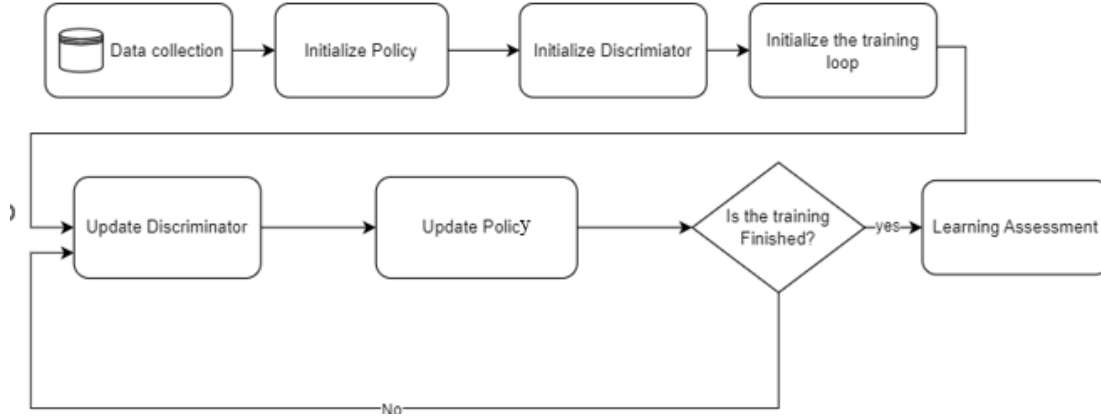 Data collection
Initialize Policy
Initialize Discrimiator
Initialize the training
loop
Update Discriminator
Update Policy
Is the training
Finished?
yes
Learning Assessment
No